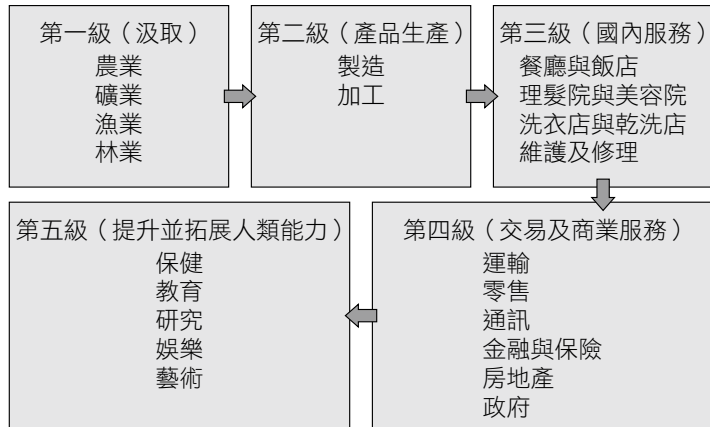 第一級（汲取）
農業
礦業
漁業
林業
第二級（產品生產）
製造
加工
第三級（國內服務）
餐廳與飯店
理髮院與美容院
洗衣店與乾洗店
維護及修理
第四級（交易及商業服務）
運輸
零售
通訊
金融與保險
房地產
政府
第五級（提升並拓展人類能力）
保健
教育
研究
娛樂
藝術